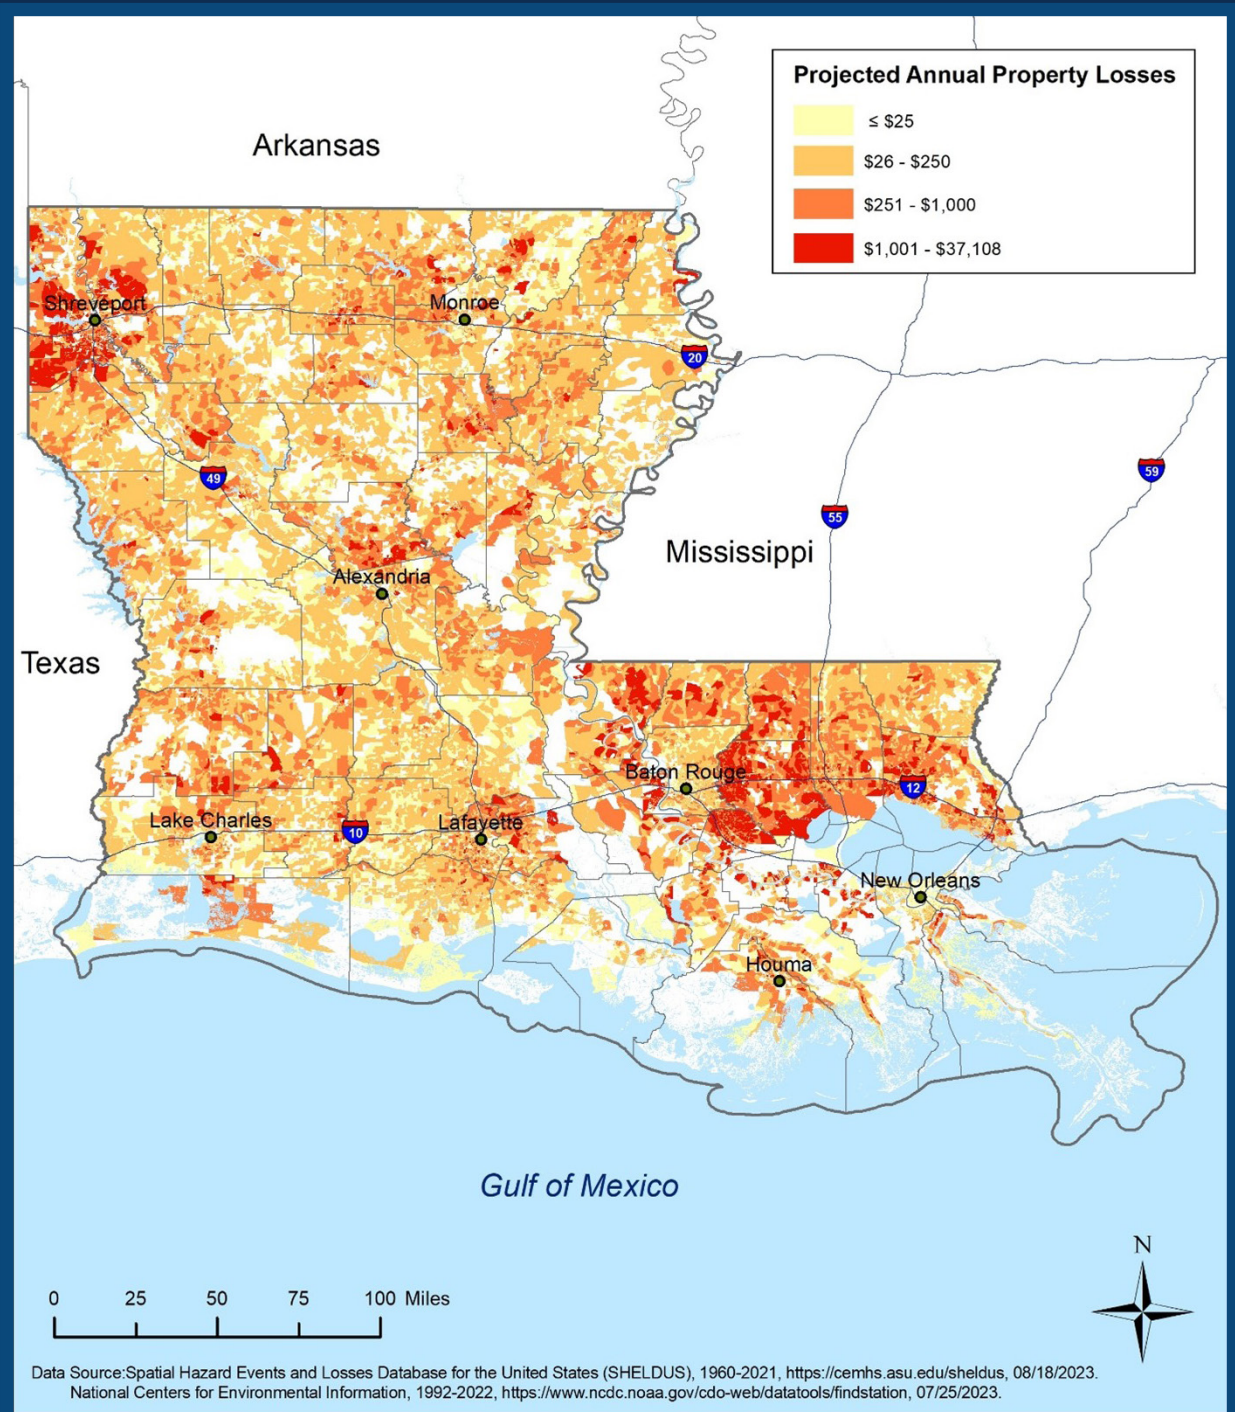 Projected Annual Property Losses
≤ $25
$26 - $250
$251 - $1,000
$1,001 - $37,108
Arkansas
Shreveport
Monroe
20
49
59
55
Mississippi
Alexandria
Texas
Baton Rouge
12
Lake Charles
10
Lafayette
New Orleans
Houma
Gulf of Mexico
N
0 25 50 75 100 Miles
Data Source:Spatial Hazard Events and Losses Database for the United States (SHELDUS), 1960-2021, https://cemhs.asu.edu/sheldus, 08/18/2023.
National Centers for Environmental Information, 1992-2022, https://www.ncdc.noaa.gov/cdo-web/datatools/findstation, 07/25/2023.